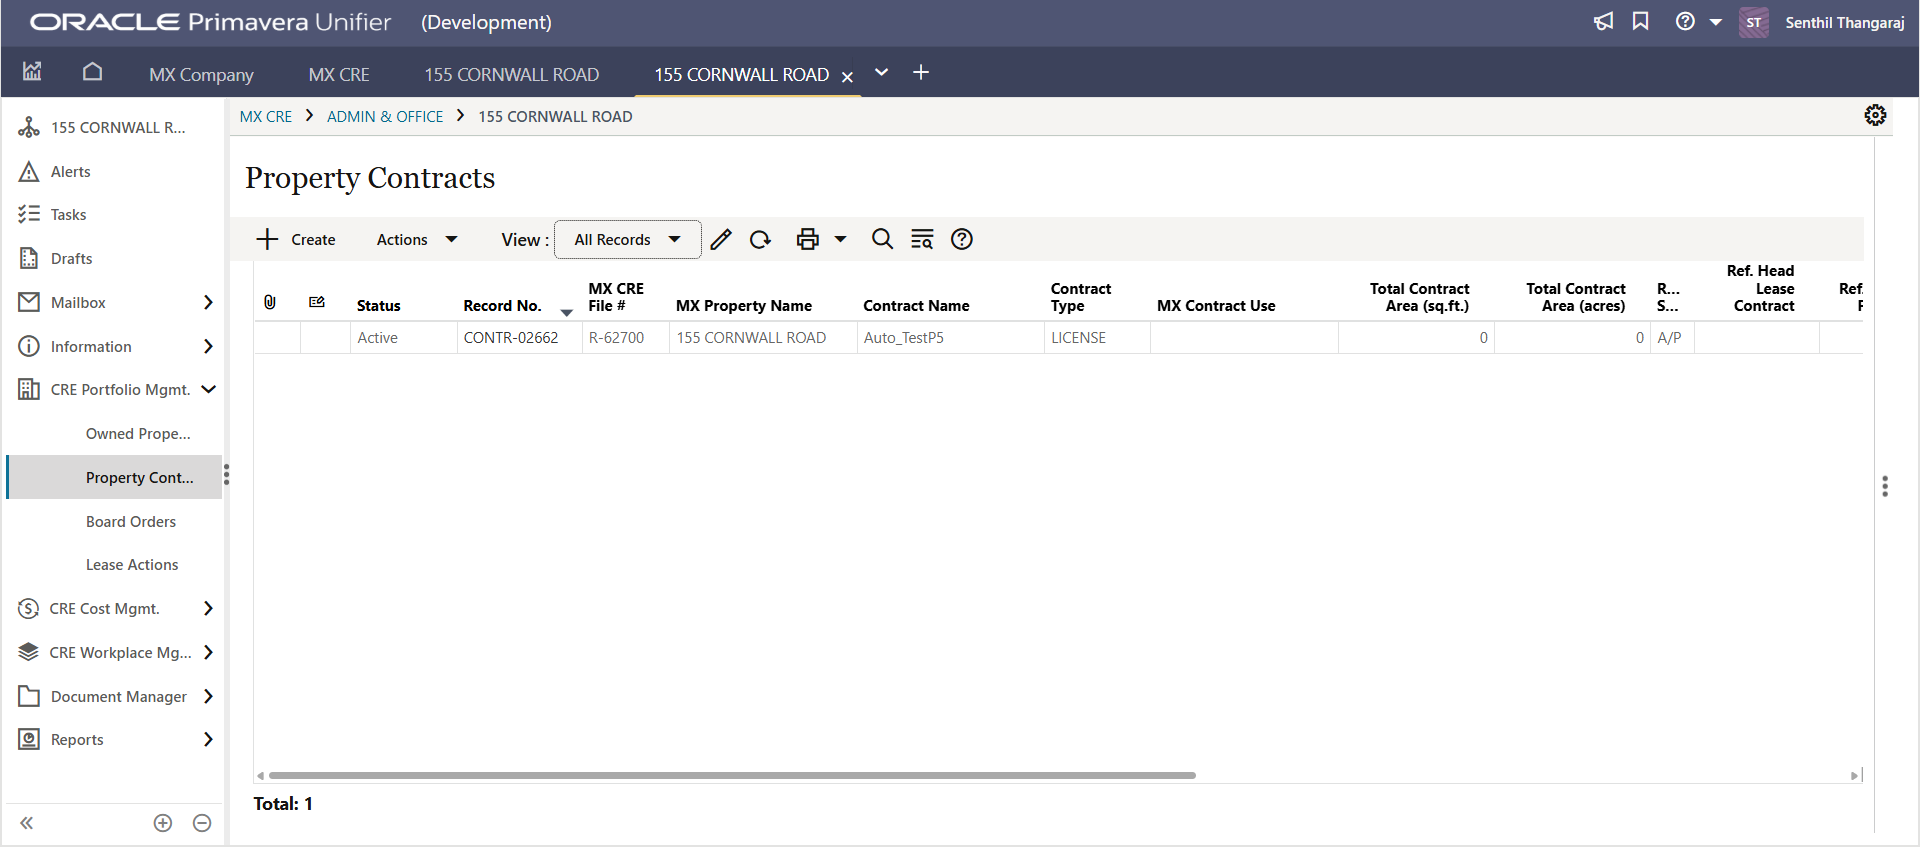 ORACLE Primavera Unifier (Development)
ST Senthil Thangaraj
MX Company MX CRE 155 CORNWALL ROAD 155 CORNWALL ROAD
155 CORNWALL R...
Alerts
Tasks
Drafts
Mailbox
Information
CRE Portfolio Mgmt.
Owned Prope...
Property Cont...
Board Orders
Lease Actions
CRE Cost Mgmt.
CRE Workplace Mg...
Document Manager
Reports
MX CRE ADMIN & OFFICE 155 CORNWALL ROAD
Property Contracts
Create Actions View : All Records
Status
Record No.
MX CRE
File #
MX Property Name
Contract Name
Contract
Type
MX Contract Use
Total Contract
Area (sq.ft.)
Total Contract
Area (acres)
R...
S...
Ref. Head
Lease
Contract
Ref.
Active CONTR-02662 R-62700 155 CORNWALL ROAD Auto_TestP5 LICENSE 0 0 A/P
Total: 1